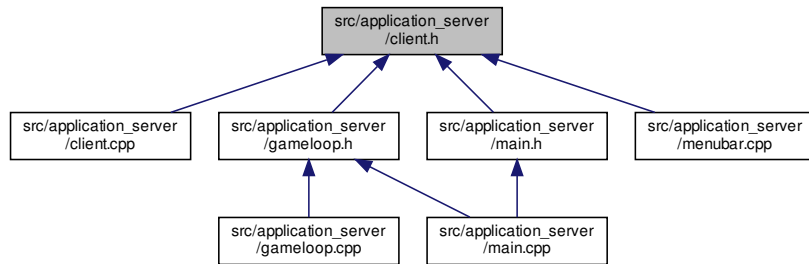 src/application_server
/client.h
src/application_server
/client.cpp
src/application_server
/gameloop.h
src/application_server
/main.h
src/application_server
/menubar.cpp
src/application_server
/gameloop.cpp
src/application_server
/main.cpp